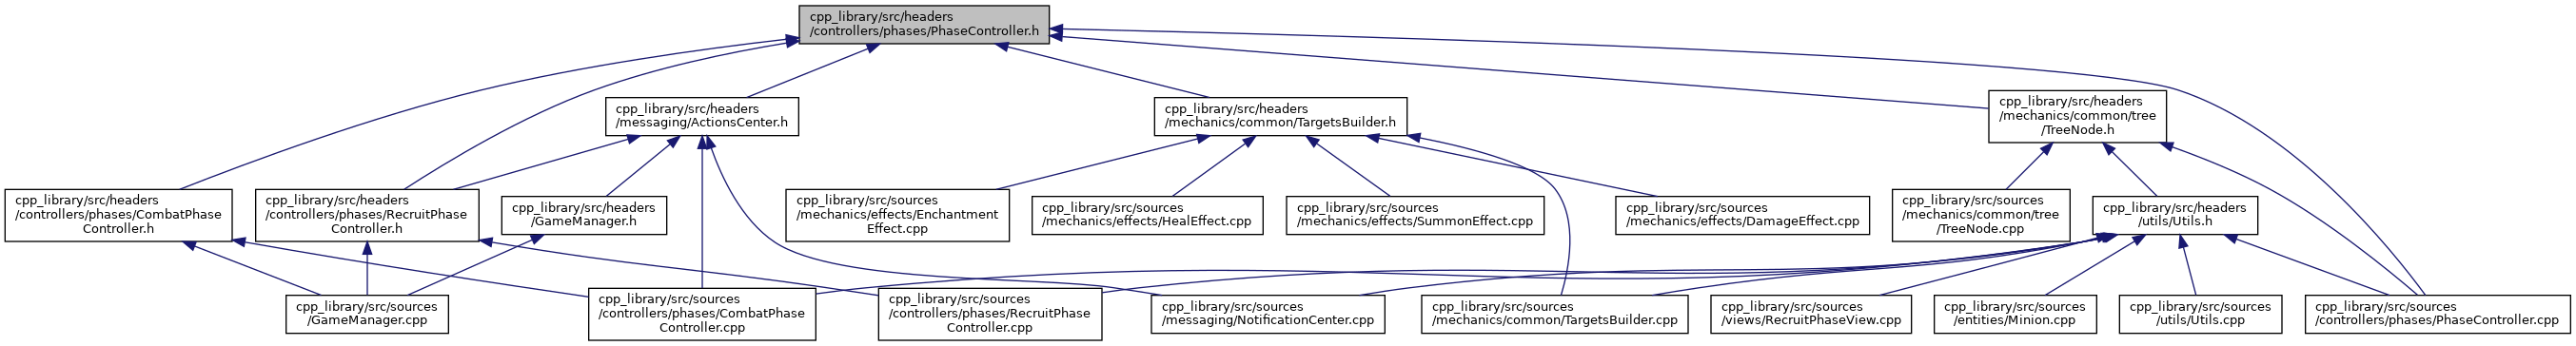 cpp_library/src/headers
/controllers/phases/PhaseController.h
cpp_library/src/headers
/messaging/ActionsCenter.h
cpp_library/src/headers
/mechanics/common/TargetsBuilder.h
cpp_library/src/headers
/mechanics/common/tree
/TreeNode.h
cpp_library/src/headers
/controllers/phases/CombatPhase
Controller.h
cpp_library/src/headers
/controllers/phases/RecruitPhase
Controller.h
cpp_library/src/headers
/GameManager.h
cpp_library/src/sources
/mechanics/effects/Enchantment
Effect.cpp
cpp_library/src/sources
/mechanics/effects/HealEffect.cpp
cpp_library/src/sources
/mechanics/effects/SummonEffect.cpp
cpp_library/src/sources
/mechanics/effects/DamageEffect.cpp
cpp_library/src/sources
/mechanics/common/tree
/TreeNode.cpp
cpp_library/src/headers
/utils/Utils.h
cpp_library/src/sources
/GameManager.cpp
cpp_library/src/sources
/controllers/phases/CombatPhase
Controller.cpp
cpp_library/src/sources
/controllers/phases/RecruitPhase
Controller.cpp
cpp_library/src/sources
/messaging/NotificationCenter.cpp
cpp_library/src/sources
/mechanics/common/TargetsBuilder.cpp
cpp_library/src/sources
/views/RecruitPhaseView.cpp
cpp_library/src/sources
/entities/Minion.cpp
cpp_library/src/sources
/utils/Utils.cpp
cpp_library/src/sources
/controllers/phases/PhaseController.cpp